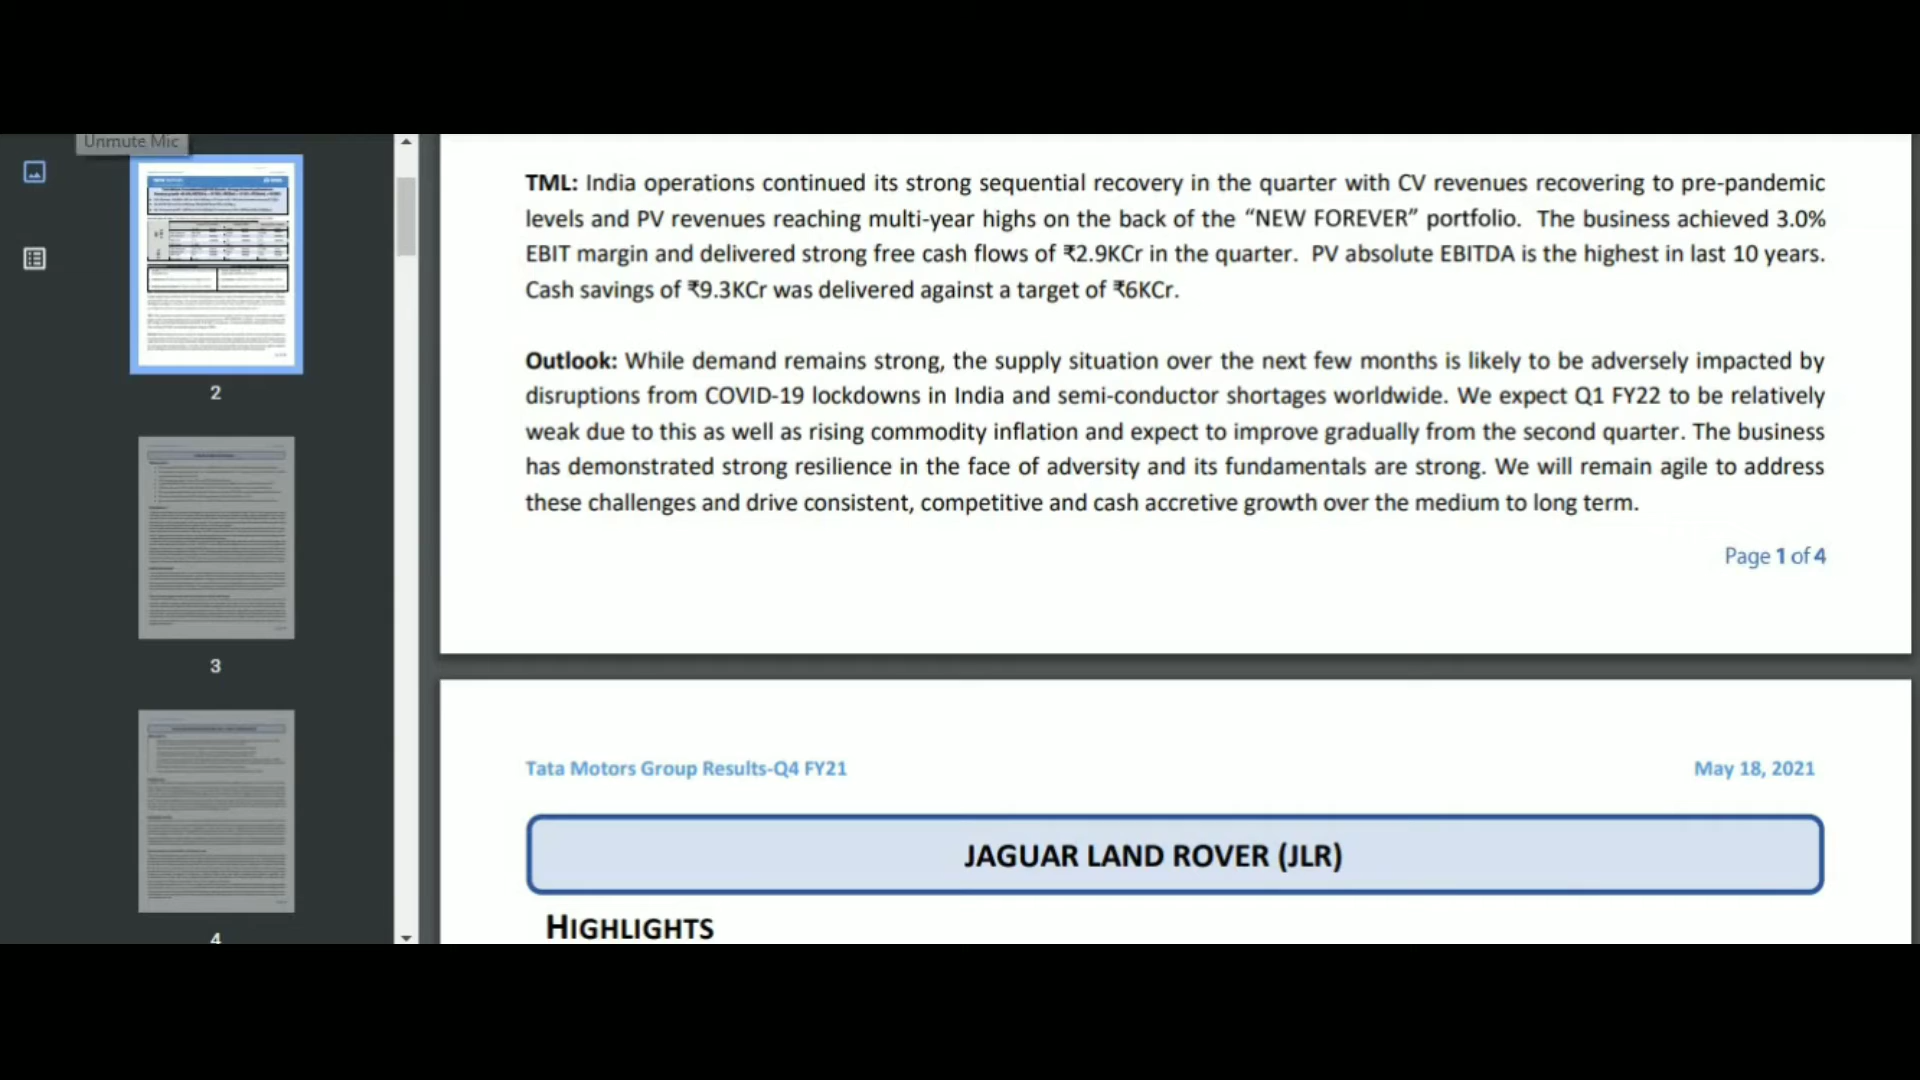 Unmute Mic
2
3
4
TML: India operations continued its strong sequential recovery in the quarter with CV revenues recovering to pre-pandemic
levels and PV revenues reaching multi-year highs on the back of the “NEW FOREVER” portfolio. The business achieved 3.0%
EBIT margin and delivered strong free cash flows of ₹2.9KCr in the quarter. PV absolute EBITDA is the highest in last 10 years.
Cash savings of ₹9.3KCr was delivered against a target of ₹6KCr.
Outlook: While demand remains strong, the supply situation over the next few months is likely to be adversely impacted by
disruptions from COVID-19 lockdowns in India and semi-conductor shortages worldwide. We expect Q1 FY22 to be relatively
weak due to this as well as rising commodity inflation and expect to improve gradually from the second quarter. The business
has demonstrated strong resilience in the face of adversity and its fundamentals are strong. We will remain agile to address
these challenges and drive consistent, competitive and cash accretive growth over the medium to long term.
Page 1 of 4
Tata Motors Group Results-Q4 FY21
May 18, 2021
JAGUAR LAND ROVER (JLR)
HIGHLIGHTS